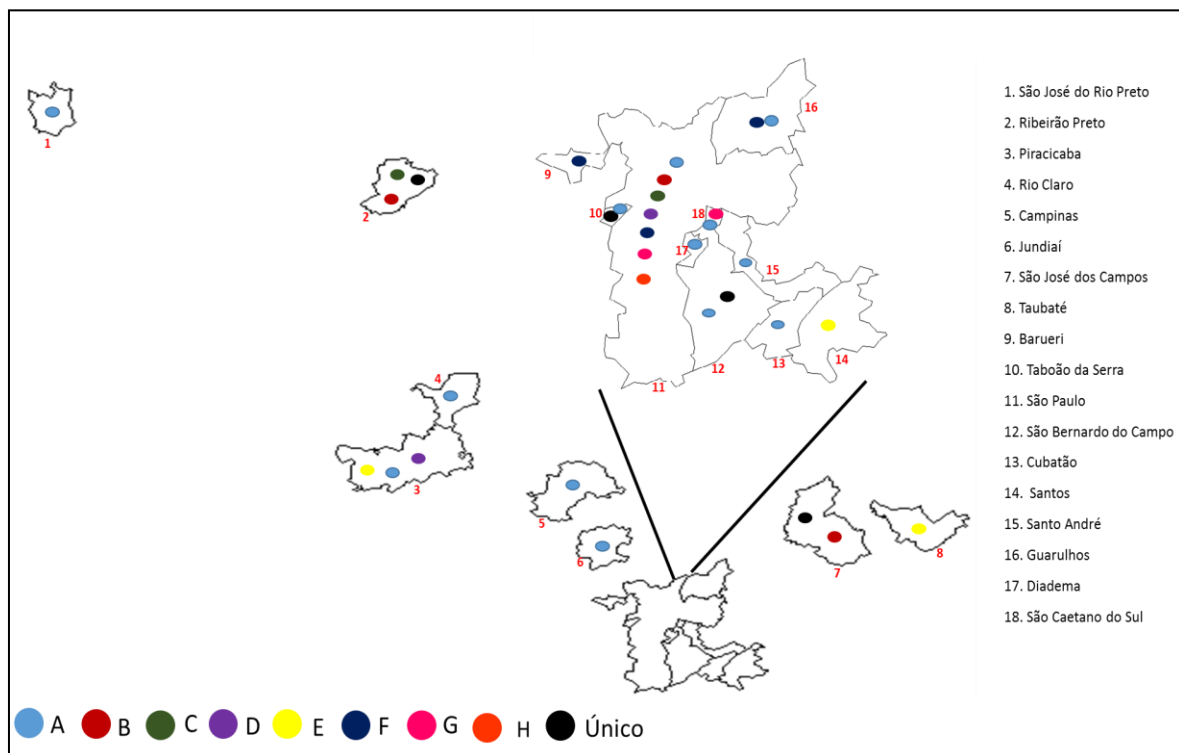 1
2
3
4
5
6
7
8
9
10
11
12
13
14
15
16
17
18
1. São José do Rio Preto
2. Ribeirão Preto
3. Piracicaba
4. Rio Claro
5. Campinas
6. Jundiaí
7. São José dos Campos
8. Taubaté
9. Barueri
10. Taboão da Serra
11. São Paulo
12. São Bernardo do Campo
13. Cubatão
14. Santos
15. Santo André
16. Guarulhos
17. Diadema
18. São Caetano do Sul
A B C D E F G H Único